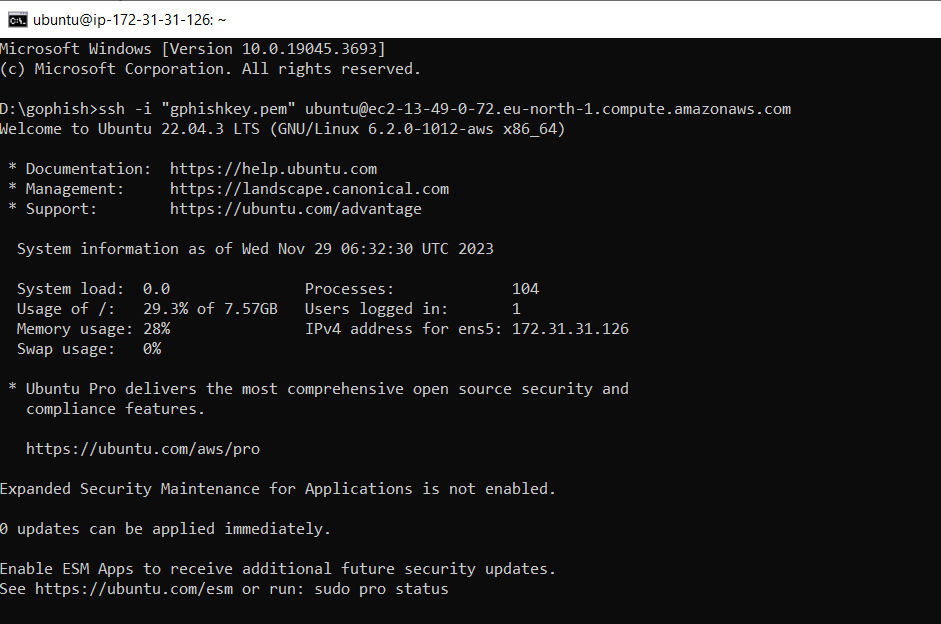 ubuntu@ip-172-31-31-126: ~
Microsoft Windows [Version 10.0.19045.3693]
(c) Microsoft Corporation. All rights reserved.
D:\gophish>ssh -i "gphishkey.pem" ubuntu@ec2-13-49-0-72.eu-north-1.compute.amazonaws.com
Welcome to Ubuntu 22.04.3 LTS (GNU/Linux 6.2.0-1012-aws x86_64)
* Documentation:  https://help.ubuntu.com
* Management:     https://landscape.canonical.com
* Support:        https://ubuntu.com/advantage
System information as of Wed Nov 29 06:32:30 UTC 2023
System load:  0.0               Processes:             104
Usage of /:   29.3% of 7.57GB   Users logged in:       1
Memory usage: 28%               IPv4 address for ens5: 172.31.31.126
Swap usage:   0%
* Ubuntu Pro delivers the most comprehensive open source security and
compliance features.
https://ubuntu.com/aws/pro
Expanded Security Maintenance for Applications is not enabled.
0 updates can be applied immediately.
Enable ESM Apps to receive additional future security updates.
See https://ubuntu.com/esm or run: sudo pro status